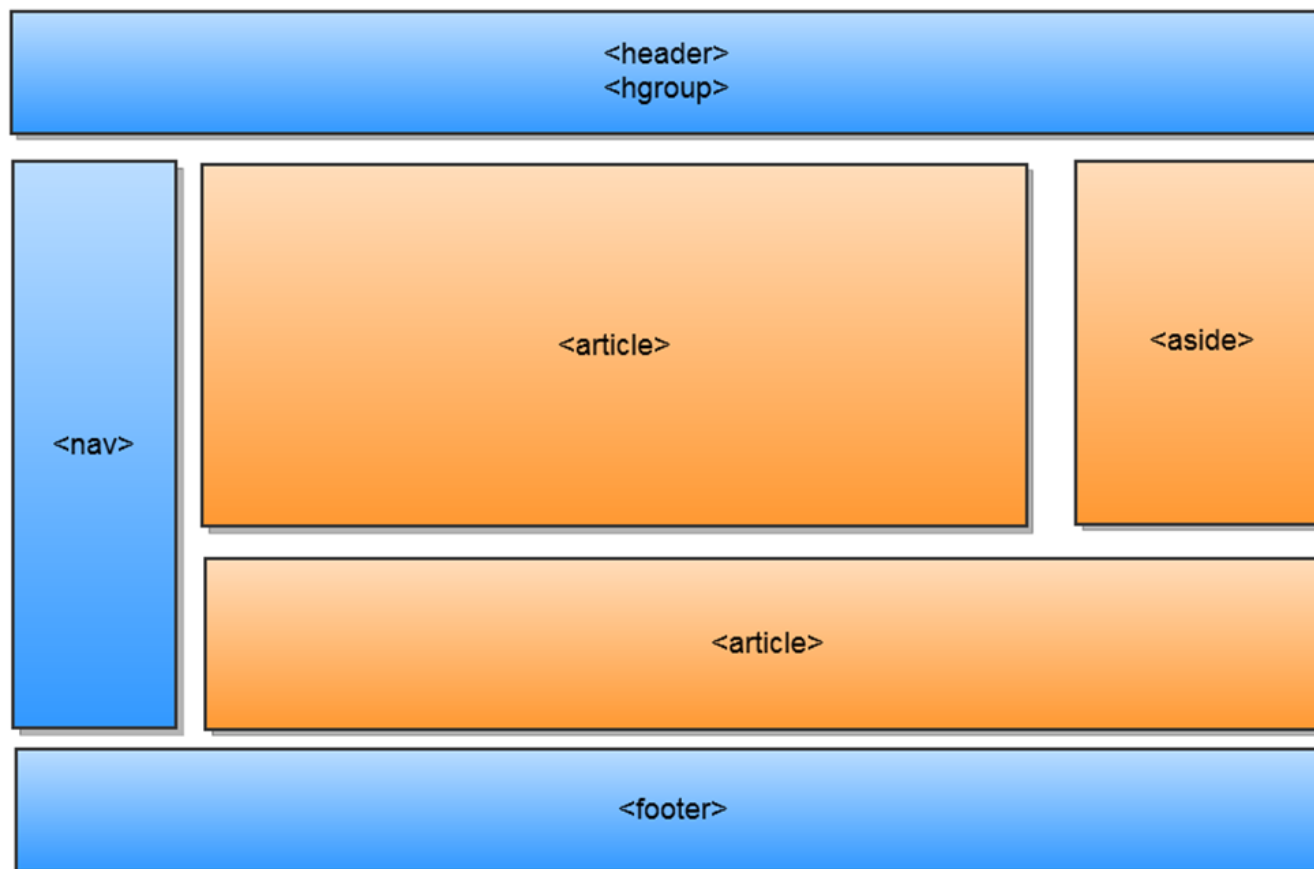 <header>
<hgroup>
<nav>
<article>
<aside>
<article>
<footer>